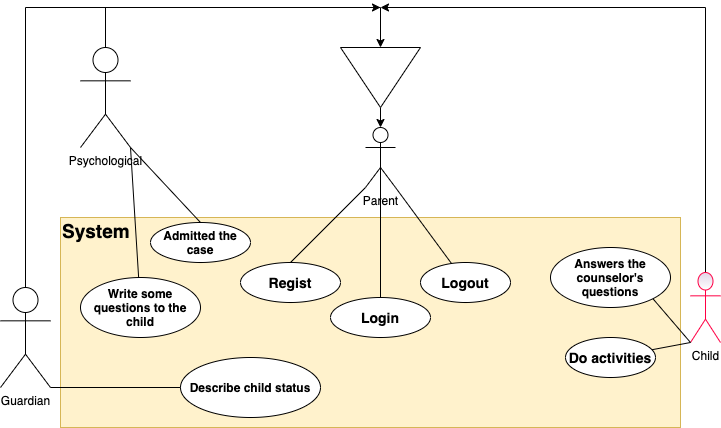 Psychological
Parent
System
Admitted the
case
Answers the
counselor's
questions
Regist
Logout
Write some
questions to the
child
Login
Do activities
Child
Describe child status
Guardian